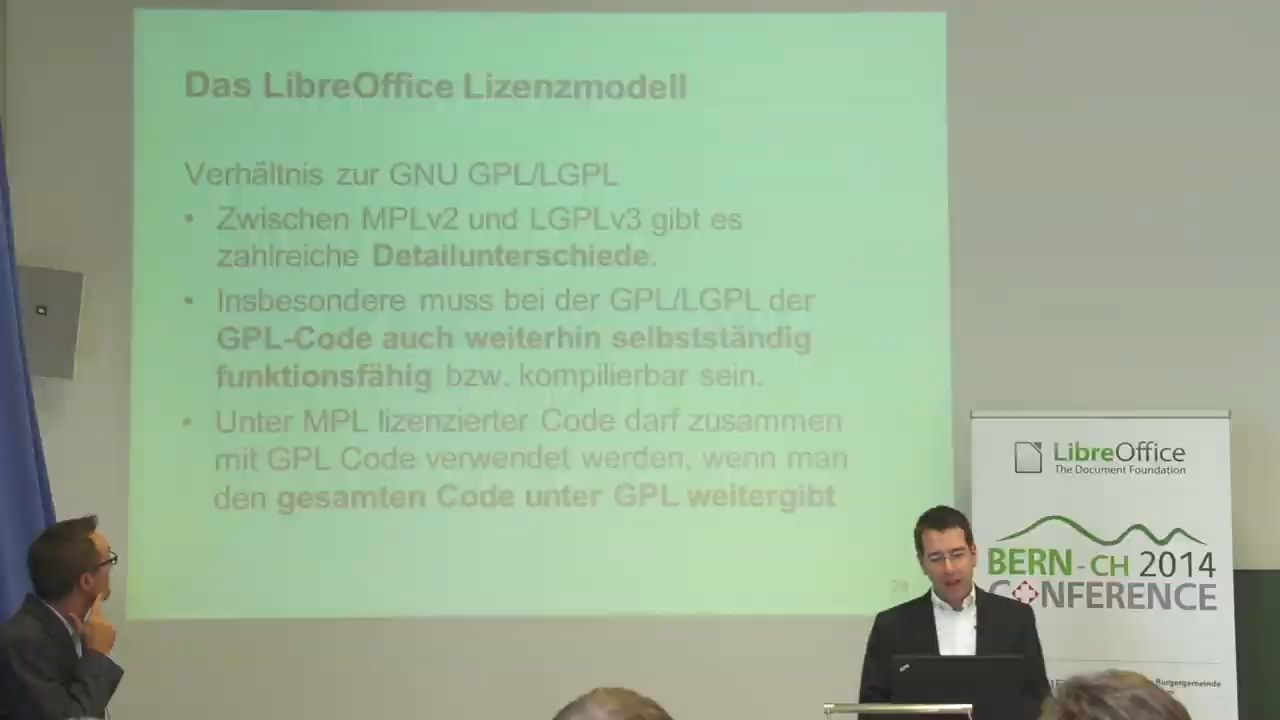 Das LibreOffice Lizenzmodell
Verhältnis zur GNU GPL/LGPL
• Zwischen MPLv2 und LGPLv3 gibt es
zahlreiche Detailunterschiede.
• Insbesondere muss bei der GPL/LGPL der
GPL-Code auch weiterhin selbstständig
funktionsfähig bzw. kompilierbar sein.
• Unter MPL lizenzierter Code darf zusammen
mit GPL Code verwendet werden, wenn man
den gesamten Code unter GPL weitergibt
29
LibreOffice
The Document Foundation
BERN - CH 2014
CONFERENCE
Burgergemeinde